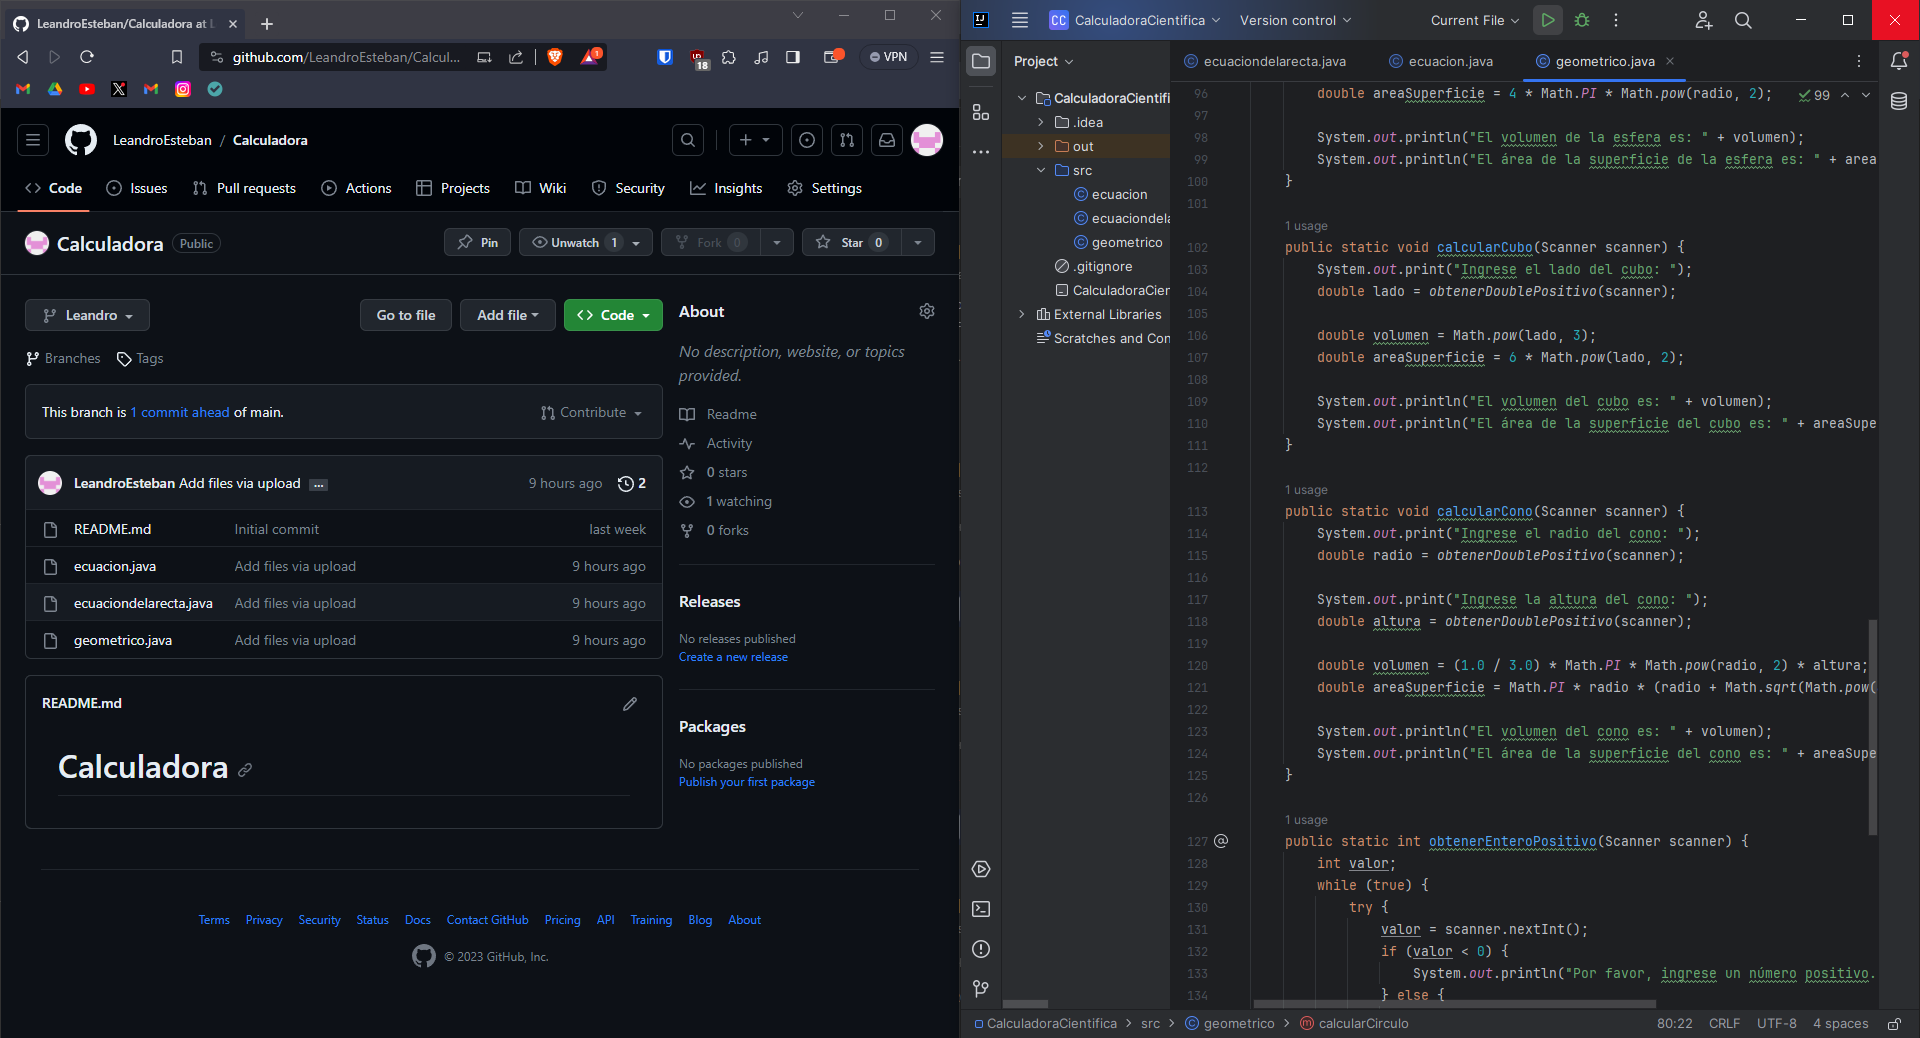 LeandroEsteban/Calculadora at L
github.com/LeandroEsteban/Calcul...
1
18
VPN
LeandroEsteban / Calculadora
Code
Issues
Pull requests
Actions
Projects
Wiki
Security
Insights
Settings
Calculadora
Public
Pin
Unwatch 1
Fork 0
Star 0
Leandro
Go to file
Add file
Code
Branches
Tags
This branch is 1 commit ahead of main.
Contribute
LeandroEsteban Add files via upload ...
9 hours ago
2
README.md Initial commit last week
ecuacion.java Add files via upload 9 hours ago
ecuaciondelarecta.java Add files via upload 9 hours ago
geometrico.java Add files via upload 9 hours ago
README.md
Calculadora
About
No description, website, or topics
provided.
Readme
Activity
0 stars
1 watching
0 forks
Releases
No releases published
Create a new release
Packages
No packages published
Publish your first package
Terms Privacy Security Status Docs Contact GitHub Pricing API Training Blog About
© 2023 GitHub, Inc.
IJ
CC CalculadoraCientifica
Version control
Current File
Project
CalculadoraCientifi
.idea
out
src
ecuacion
ecuaciondela
geometrico
.gitignore
CalculadoraCien
External Libraries
Scratches and Con
ecuaciondelarecta.java
ecuacion.java
geometrico.java
99
96 double areaSuperficie = 4 * Math.PI * Math.pow(radio, 2);
97
98 System.out.println("El volumen de la esfera es: " + volumen);
99 System.out.println("El área de la superficie de la esfera es: " + area
100 }
101
1 usage
102 public static void calcularCubo(Scanner scanner) {
103 System.out.print("Ingrese el lado del cubo: ");
104 double lado = obtenerDoublePositivo(scanner);
105
106 double volumen = Math.pow(lado, 3);
107 double areaSuperficie = 6 * Math.pow(lado, 2);
108
109 System.out.println("El volumen del cubo es: " + volumen);
110 System.out.println("El área de la superficie del cubo es: " + areaSupe
111 }
112
1 usage
113 public static void calcularCono(Scanner scanner) {
114 System.out.print("Ingrese el radio del cono: ");
115 double radio = obtenerDoublePositivo(scanner);
116
117 System.out.print("Ingrese la altura del cono: ");
118 double altura = obtenerDoublePositivo(scanner);
119
120 double volumen = (1.0 / 3.0) * Math.PI * Math.pow(radio, 2) * altura;
121 double areaSuperficie = Math.PI * radio * (radio + Math.sqrt(Math.pow(
122
123 System.out.println("El volumen del cono es: " + volumen);
124 System.out.println("El área de la superficie del cono es: " + areaSupe
125 }
126
1 usage
127 @ public static int obtenerEnteroPositivo(Scanner scanner) {
128 int valor;
129 while (true) {
130 try {
131 valor = scanner.nextInt();
132 if (valor < 0) {
133 System.out.println("Por favor, ingrese un número positivo.
134 } else {
CalculadoraCientifica > src > geometrico > calcularCirculo
80:22 CRLF UTF-8 4 spaces